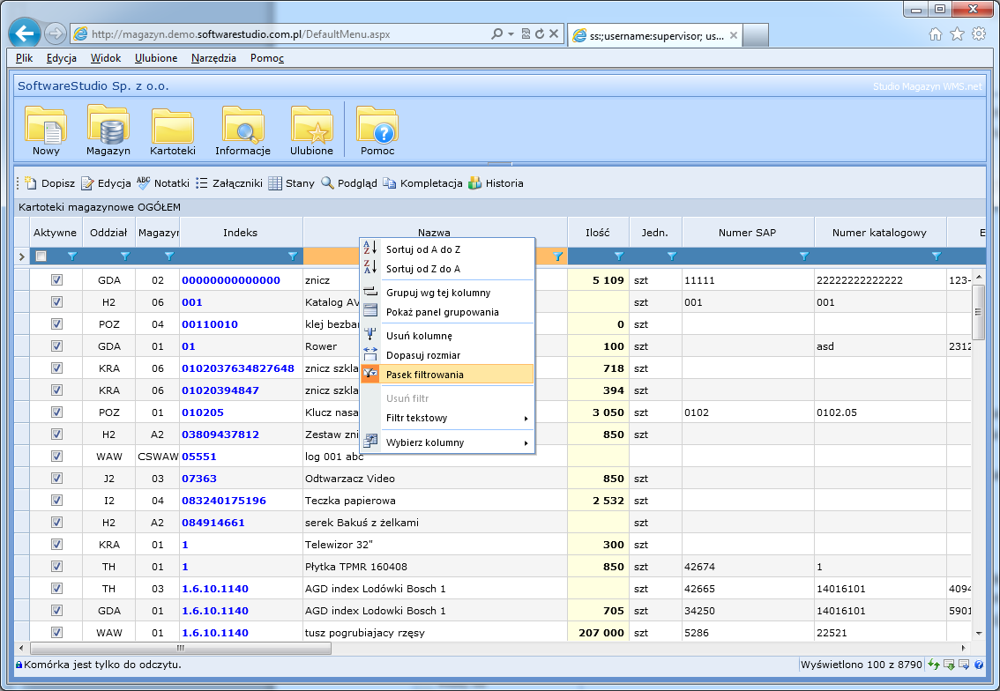 http://magazyn.demo.softwarestudio.com.pl/DefaultMenu.aspx
ss:;username:supervisor; us...
Plik Edycja Widok Ulubione Narzędzia Pomoc
SoftwareStudio Sp. z o.o.
Studio Magazyn WMS.net
Nowy Magazyn Kartoteki Informacje Ulubione Pomoc
Dopisz Edycja Notatki Załączniki Stany Podgląd Kompletacja Historia
Kartoteki magazynowe OGÓŁEM
Aktywne Oddział Magazyr Indeks Nazwa Ilość Jedn. Numer SAP Numer katalogowy E
GDA 02 00000000000000 znicz 5 109 szt 11111 22222222222222 123-
H2 06 001 Katalog AV szt 001 001
POZ 04 00110010 klej bezba 0 szt
GDA 01 01 Rower 100 szt asd 2312
KRA 06 0102037634827648 znicz szkla 718 szt
KRA 06 01020394847 znicz szkla 394 szt
POZ 01 010205 Klucz nasa 3 050 szt 0102 0102.05
H2 A2 03809437812 Zestaw zni 850 szt
WAW CSWAW 05551 log 001 abc szt
J2 03 07363 Odtwarzacz Video 850 szt
I2 04 083240175196 Teczka papierowa 2 532 szt
H2 A2 084914661 serek Bakuś z żelkami szt
KRA 01 1 Telewizor 32" 300 szt
TH 01 1 Płytka TPMR 160408 850 szt 42674 1
TH 03 1.6.10.1140 AGD index Lodówki Bosch 1 szt 42665 14016101 4094
GDA 01 1.6.10.1140 AGD index Lodowki Bosch 1 705 szt 34250 14016101 5901
WAW 01 1.6.10.1140 tusz pogrubiajacy rzęsy 207 000 szt 5286 22521
Sortuj od A do Z
Sortuj od Z do A
Grupuj wg tej kolumny
Pokaż panel grupowania
Usuń kolumnę
Dopasuj rozmiar
Pasek filtrowania
Usuń filtr
Filtr tekstowy
Wybierz kolumny
Komórka jest tylko do odczytu.
Wyświetlono 100 z 8790